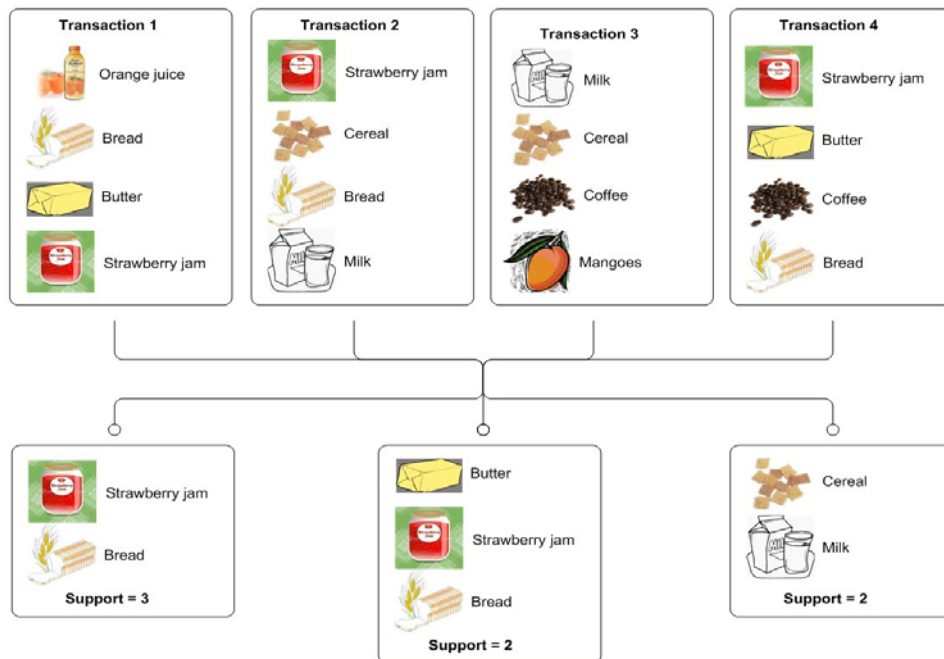 Transaction 1
Orange juice
Bread
Butter
Strawberry jam
Transaction 2
Strawberry jam
Cereal
Bread
Milk
Transaction 3
Milk
Cereal
Coffee
Mangoes
Transaction 4
Strawberry jam
Butter
Coffee
Bread
Strawberry jam
Bread
Support = 3
Butter
Strawberry jam
Bread
Support = 2
Cereal
Milk
Support = 2